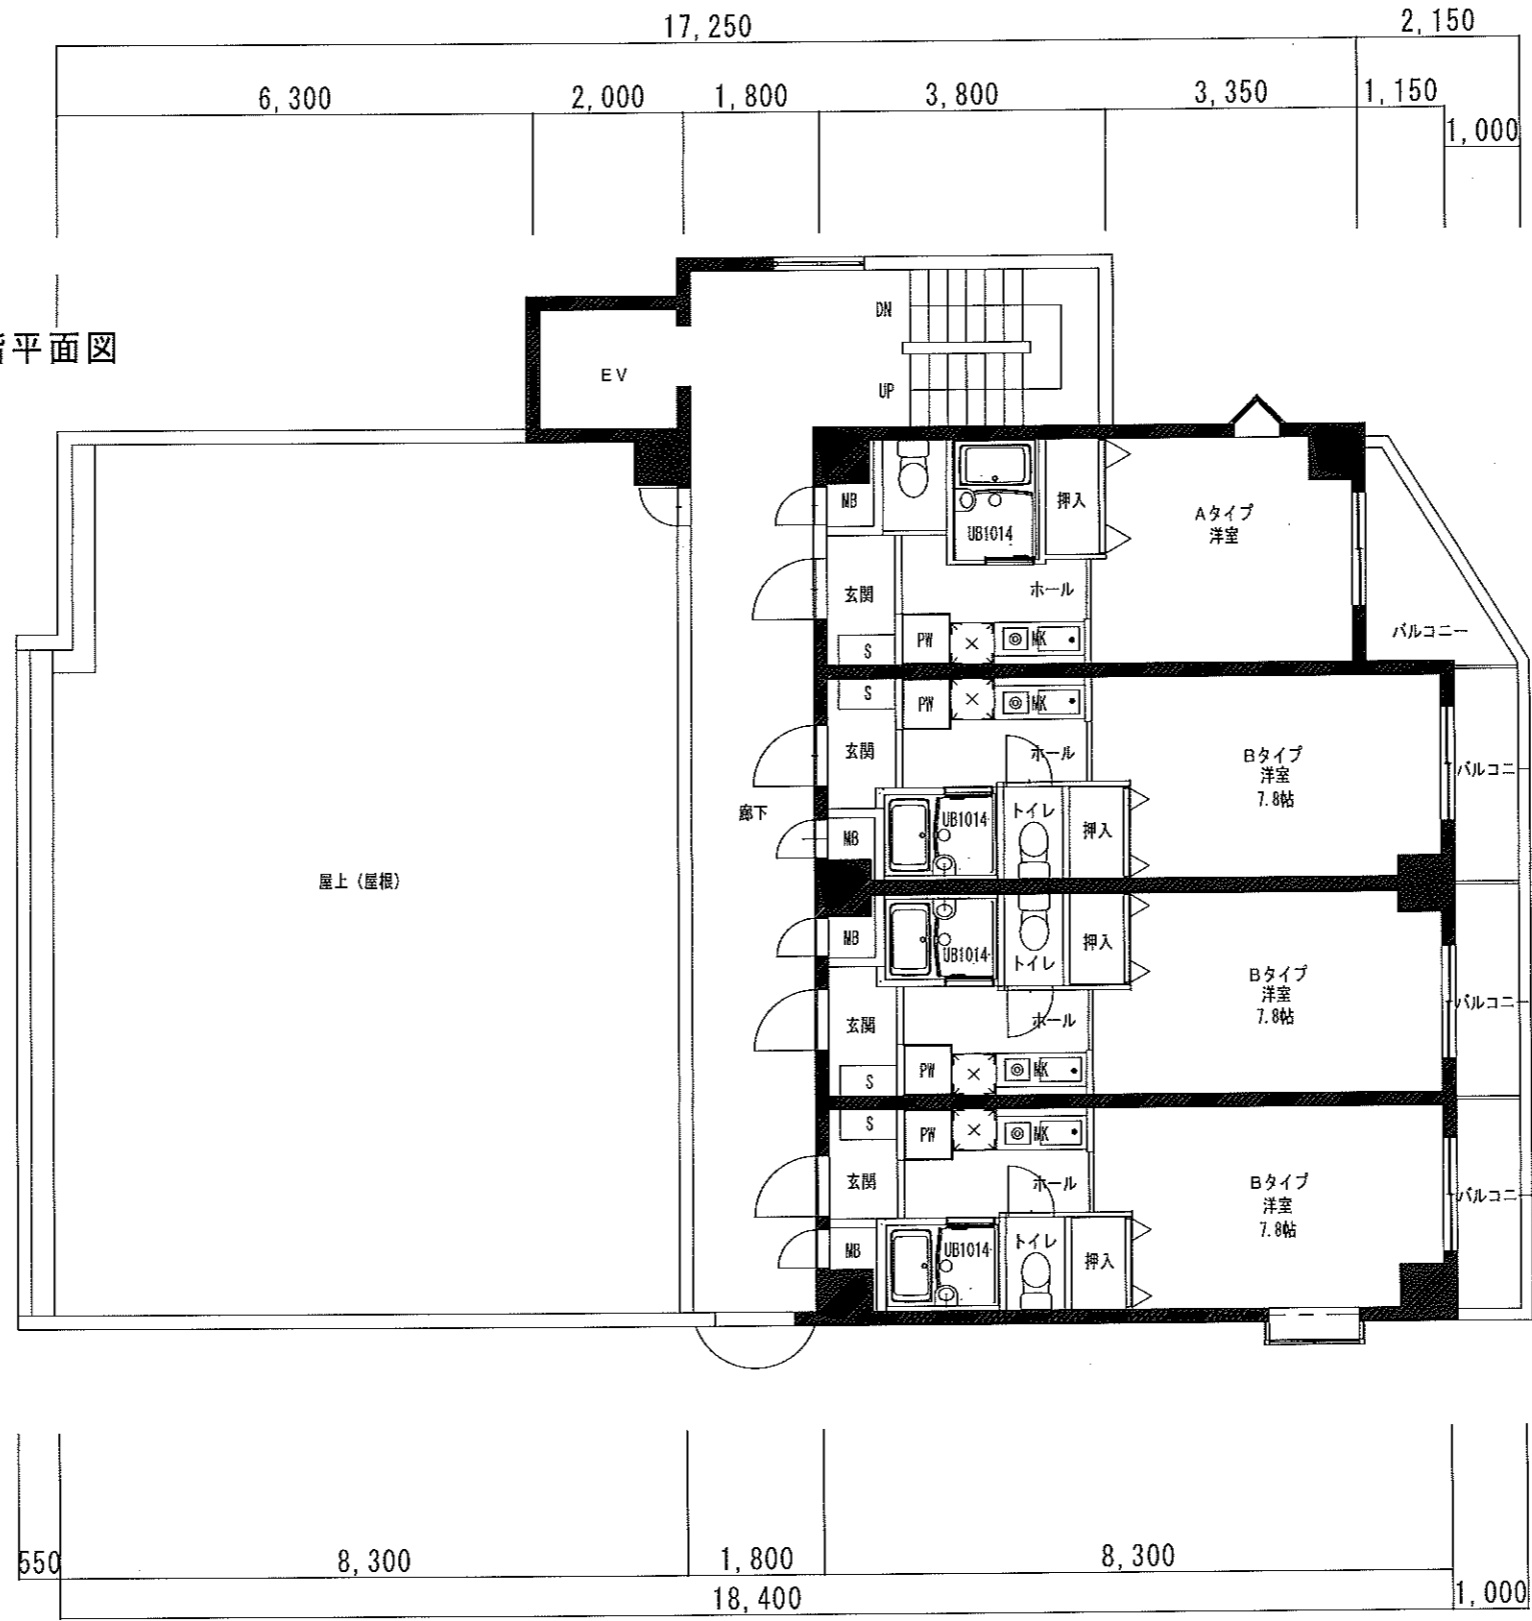 17,250
2,150
6,300
2,000
1,800
3,800
3,350
1,150
1,000
平面図
EV
DN
UP
MB
UB1014
押入
Aタイプ
洋室
玄関
ホール
S
PW
MK
バルコニー
S
PW
MK
玄関
ホール
Bタイプ
洋室
7.8帖
バルコニ
廊下
MB
UB1014
トイレ
押入
屋上（屋根）
MB
UB1014
トイレ
押入
Bタイプ
洋室
7.8帖
バルコニー
玄関
ホール
S
PW
MK
S
PW
MK
玄関
ホール
Bタイプ
洋室
7.8帖
バルコニ
MB
UB1014
トイレ
押入
550
8,300
1,800
8,300
18,400
1,000